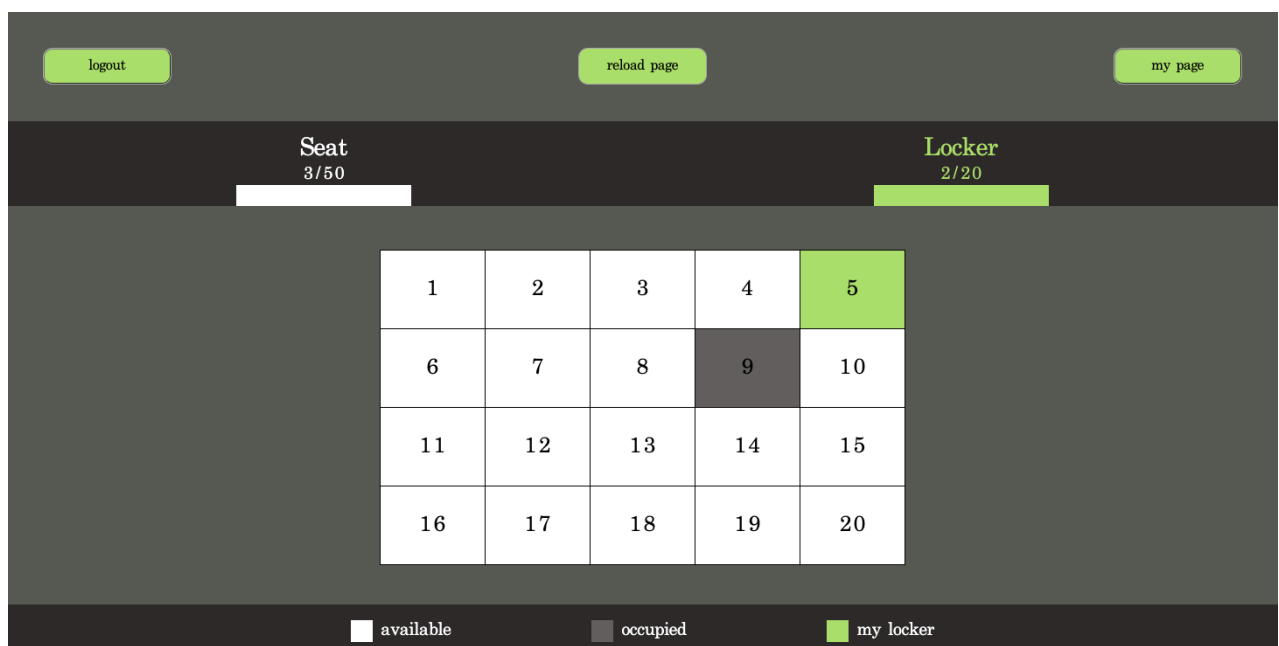 logout reload page my page
Seat Locker
3/50 2/20
1 2 3 4 5
6 7 8 9 10
11 12 13 14 15
16 17 18 19 20
available occupied my locker